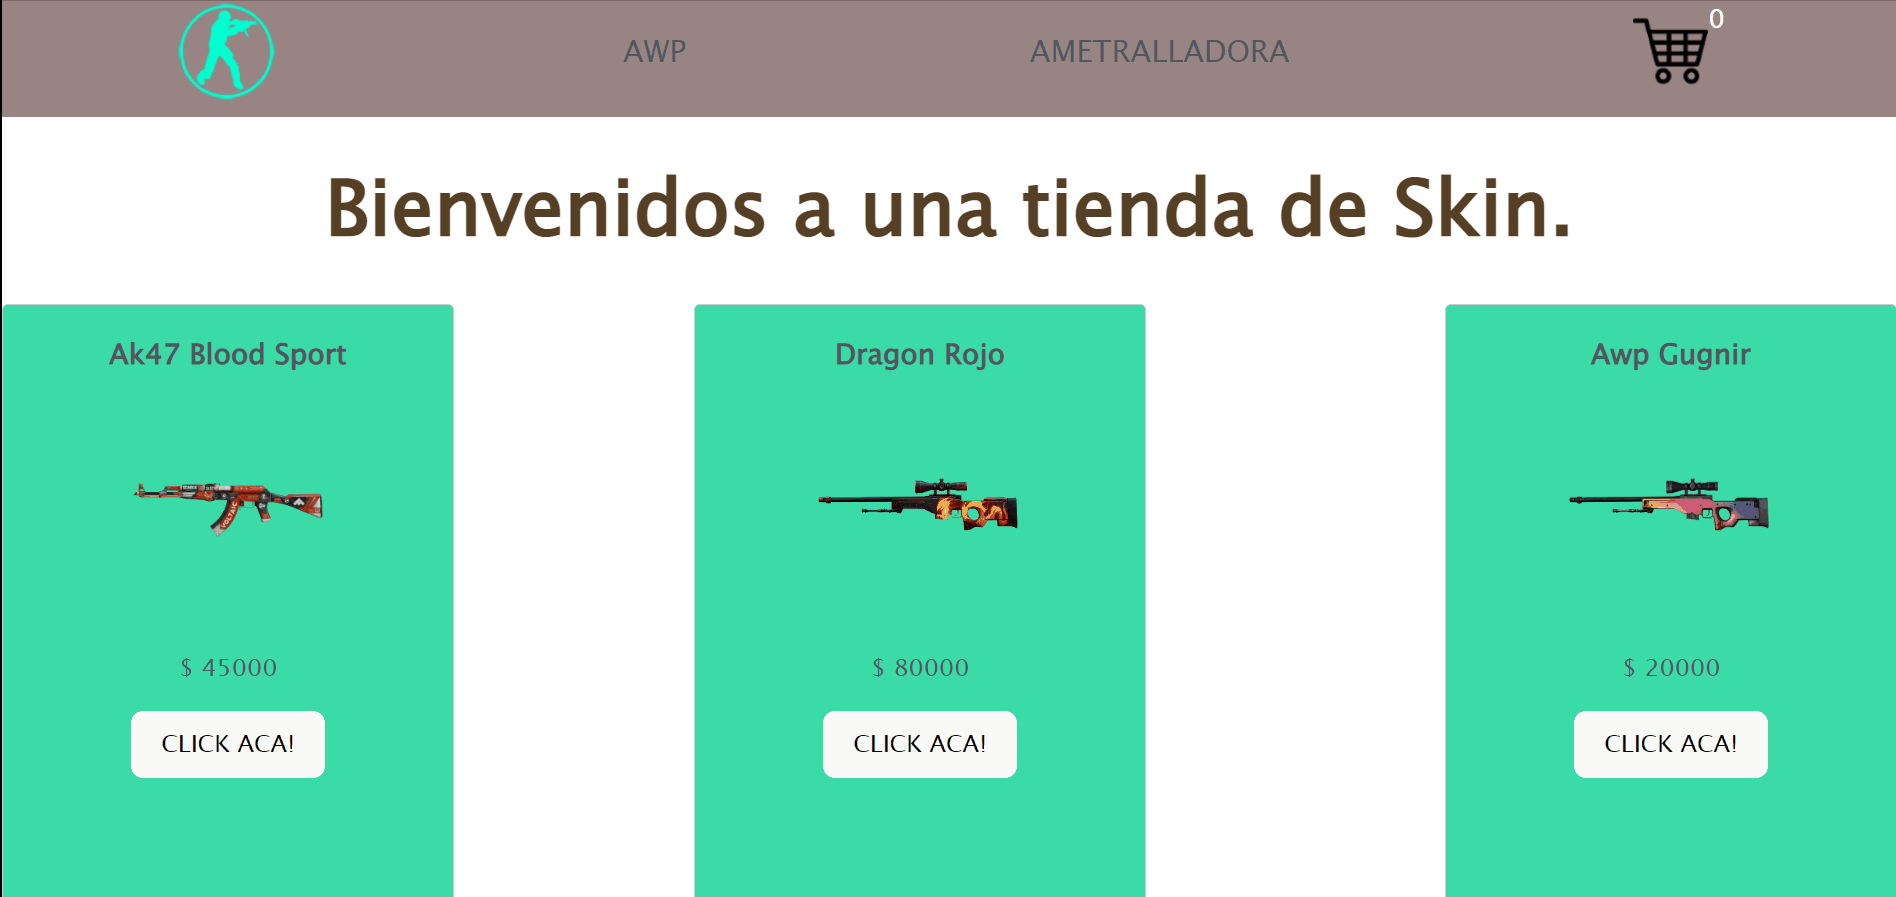 AWP
AMETRALLADORA
0
Bienvenidos a una tienda de Skin.
Ak47 Blood Sport
Dragon Rojo
Awp Gugnir
VOLTAIC
$ 45000
$ 80000
$ 20000
CLICK ACA!
CLICK ACA!
CLICK ACA!